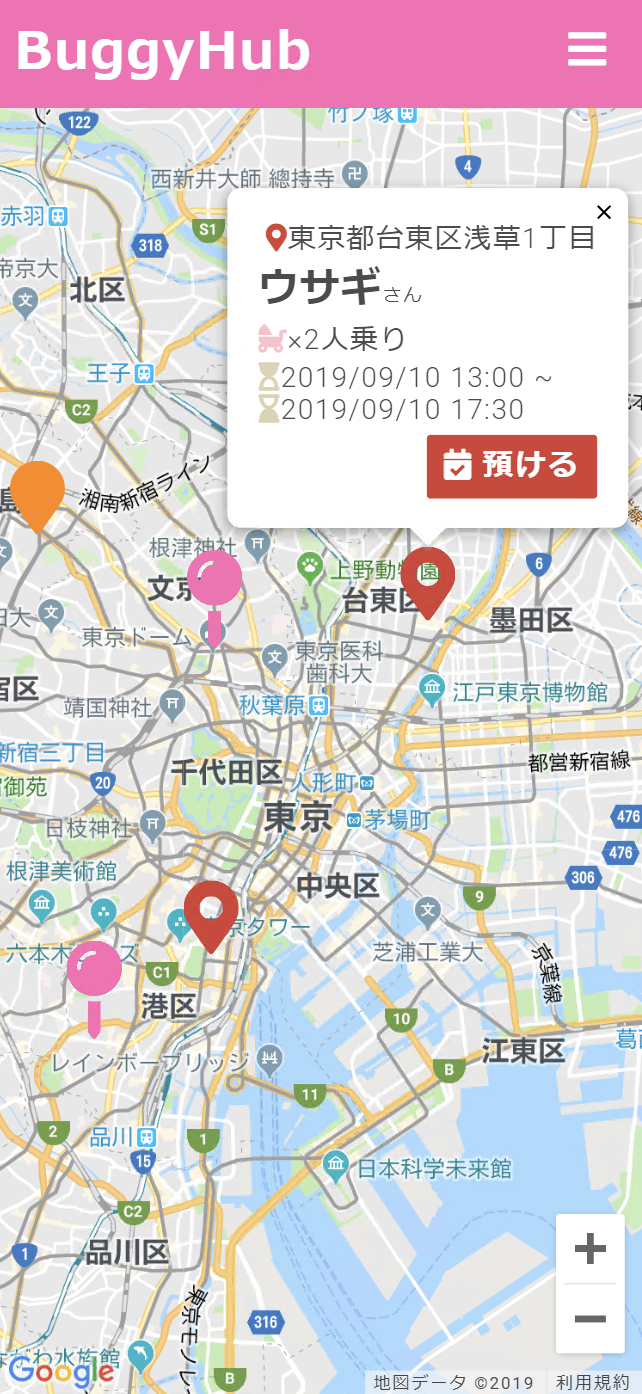 BuggyHub
122
竹ノ塚
4
西新井大師 總持寺
赤羽
S1
318
帝京大
北区
王子
C2
東京都台東区浅草1丁目
ウサギさん
×2人乗り
2019/09/10 13:00 ~
2019/09/10 17:30
預ける
湘南新宿ライン
根津神社
上野動物園
6
文京
台東区
墨田区
東京ドーム
東京医科
歯科大
江戸東京博物館
靖国神社
秋葉原
新宿三丁目
都営新宿線
千代田区
人形町
20
御苑
東京
茅場町
476
日枝神社
476
根津美術館
306
中央区
9
六本木
ズ
京タワー
芝浦工業大
京葉線
C1
港区
10
江東区
レインボーブリッジ
B
11
2
品川
1
15
日本科学未来館
C2
1
品川区
東京モノレ
316
がわ水族館
B
Google
地図データ ©2019
利用規約